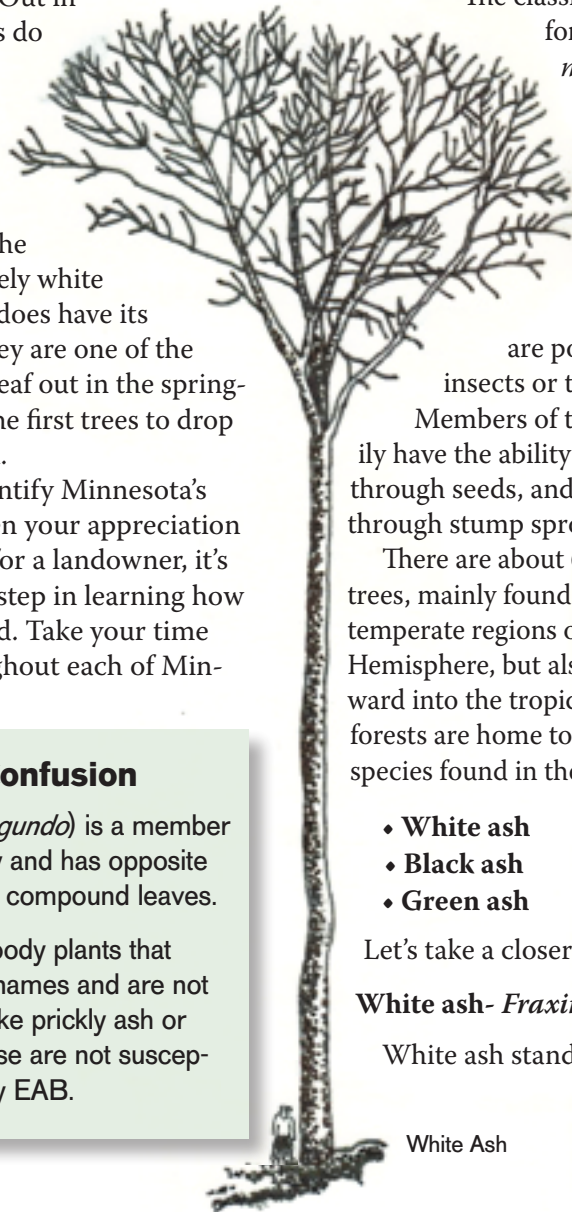 Out in
s do
he
ely white
does have its
ey are one of the
eaf out in the spring-
he first trees to drop
ntify Minnesota’s
en your appreciation
for a landowner, it’s
step in learning how
d. Take your time
ghout each of Min-
onfusion
gundo) is a member
y and has opposite
compound leaves.
ody plants that
names and are not
ke prickly ash or
se are not suscep-
y EAB.
The classi
for
are po
insects or t
Members of t
ily have the ability
through seeds, and
through stump spr
There are about
trees, mainly found
temperate regions o
Hemisphere, but als
ward into the tropic
forests are home to
species found in the
• White ash
• Black ash
• Green ash
Let’s take a closer
White ash- Fraxi
White ash stand
White Ash